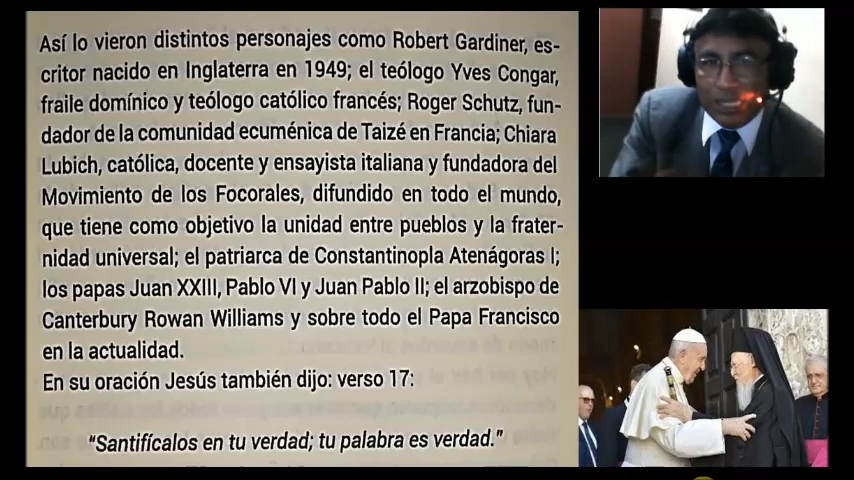 Así lo vieron distintos personajes como Robert Gardiner, es-
critor nacido en Inglaterra en 1949; el teólogo Yves Congar,
fraile domínico y teólogo católico francés; Roger Schutz, fun-
dador de la comunidad ecuménica de Taizé en Francia; Chiara
Lubich, católica, docente y ensayista italiana y fundadora del
Movimiento de los Focorales, difundido en todo el mundo,
que tiene como objetivo la unidad entre pueblos y la frater-
nidad universal; el patriarca de Constantinopla Atenágoras I;
los papas Juan XXIII, Pablo VI y Juan Pablo II; el arzobispo de
Canterbury Rowan Williams y sobre todo el Papa Francisco
en la actualidad.
En su oración Jesús también dijo: verso 17:
“Santifícalos en tu verdad; tu palabra es verdad.”